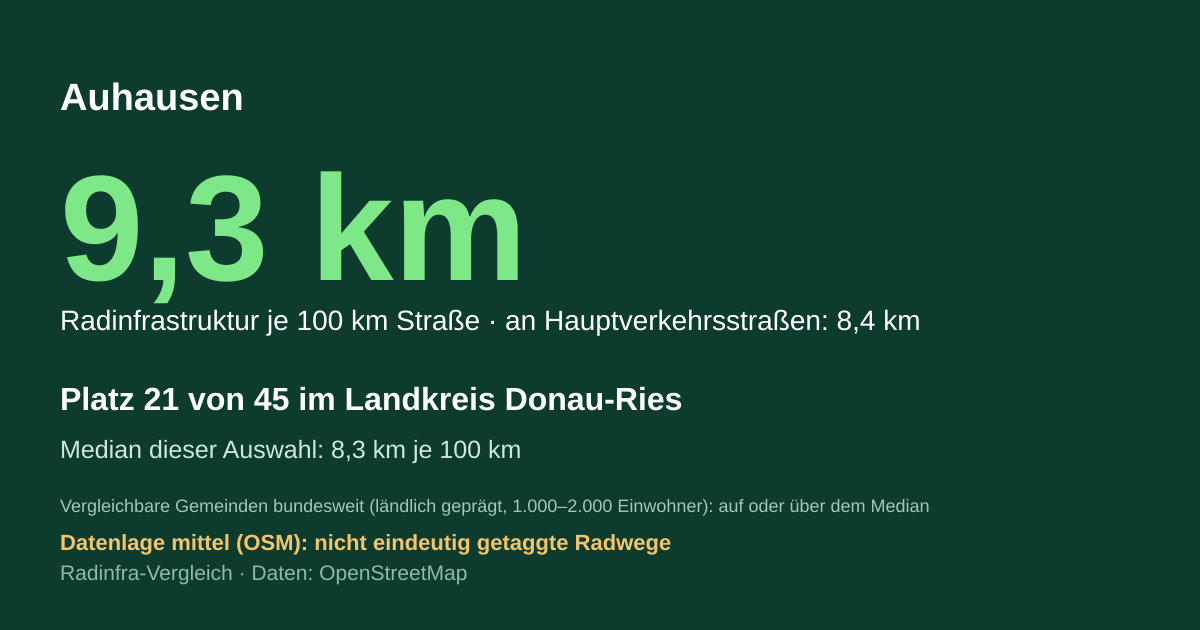 Auhausen
9,3 km
Radinfrastruktur je 100 km Straße · an Hauptverkehrsstraßen: 8,4 km
Platz 21 von 45 im Landkreis Donau-Ries
Median dieser Auswahl: 8,3 km je 100 km
Vergleichbare Gemeinden bundesweit (ländlich geprägt, 1.000–2.000 Einwohner): auf oder über dem Median
Datenlage mittel (OSM): nicht eindeutig getaggte Radwege
Radinfra-Vergleich · Daten: OpenStreetMap